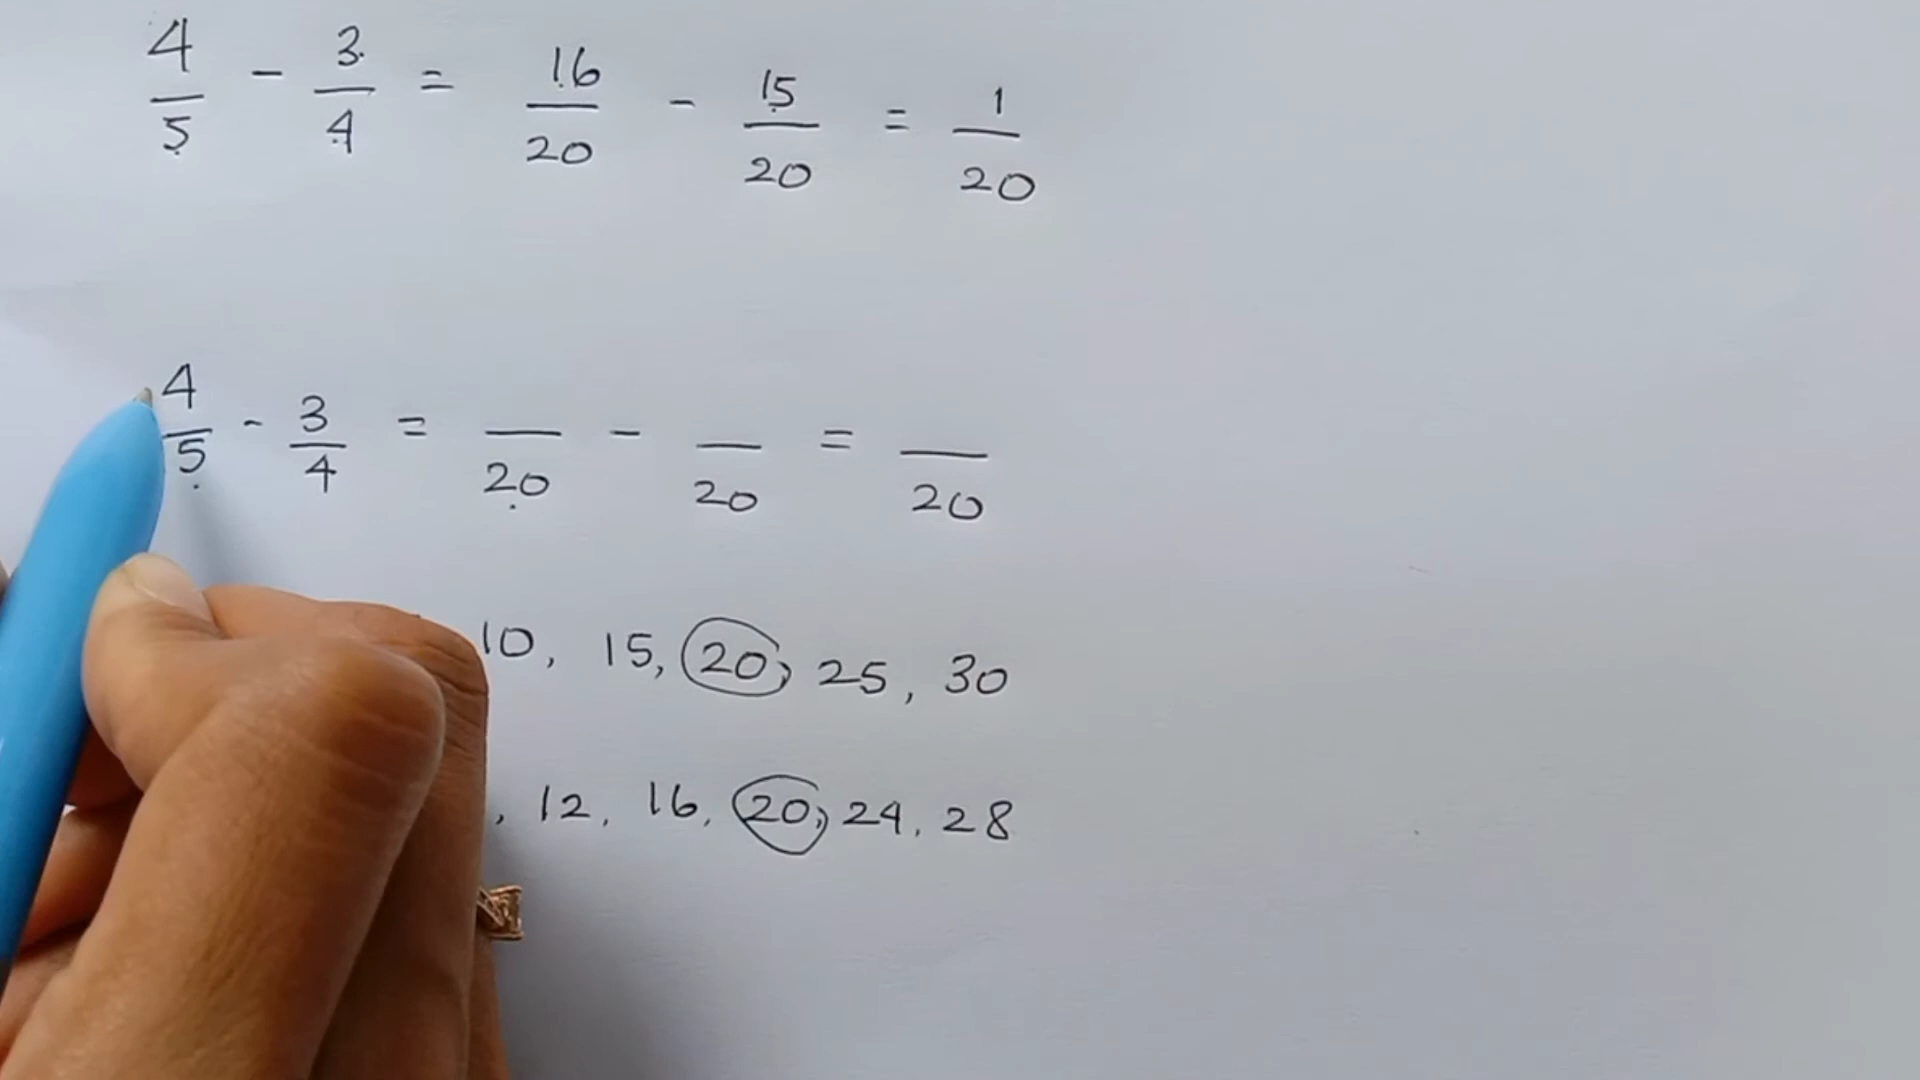 4/5 - 3/4 = 16/20 - 15/20 = 1/20
4/5 - 3/4 = __/20 - __/20 = __/20
10, 15, 20, 25, 30
, 12, 16, 20, 24, 28